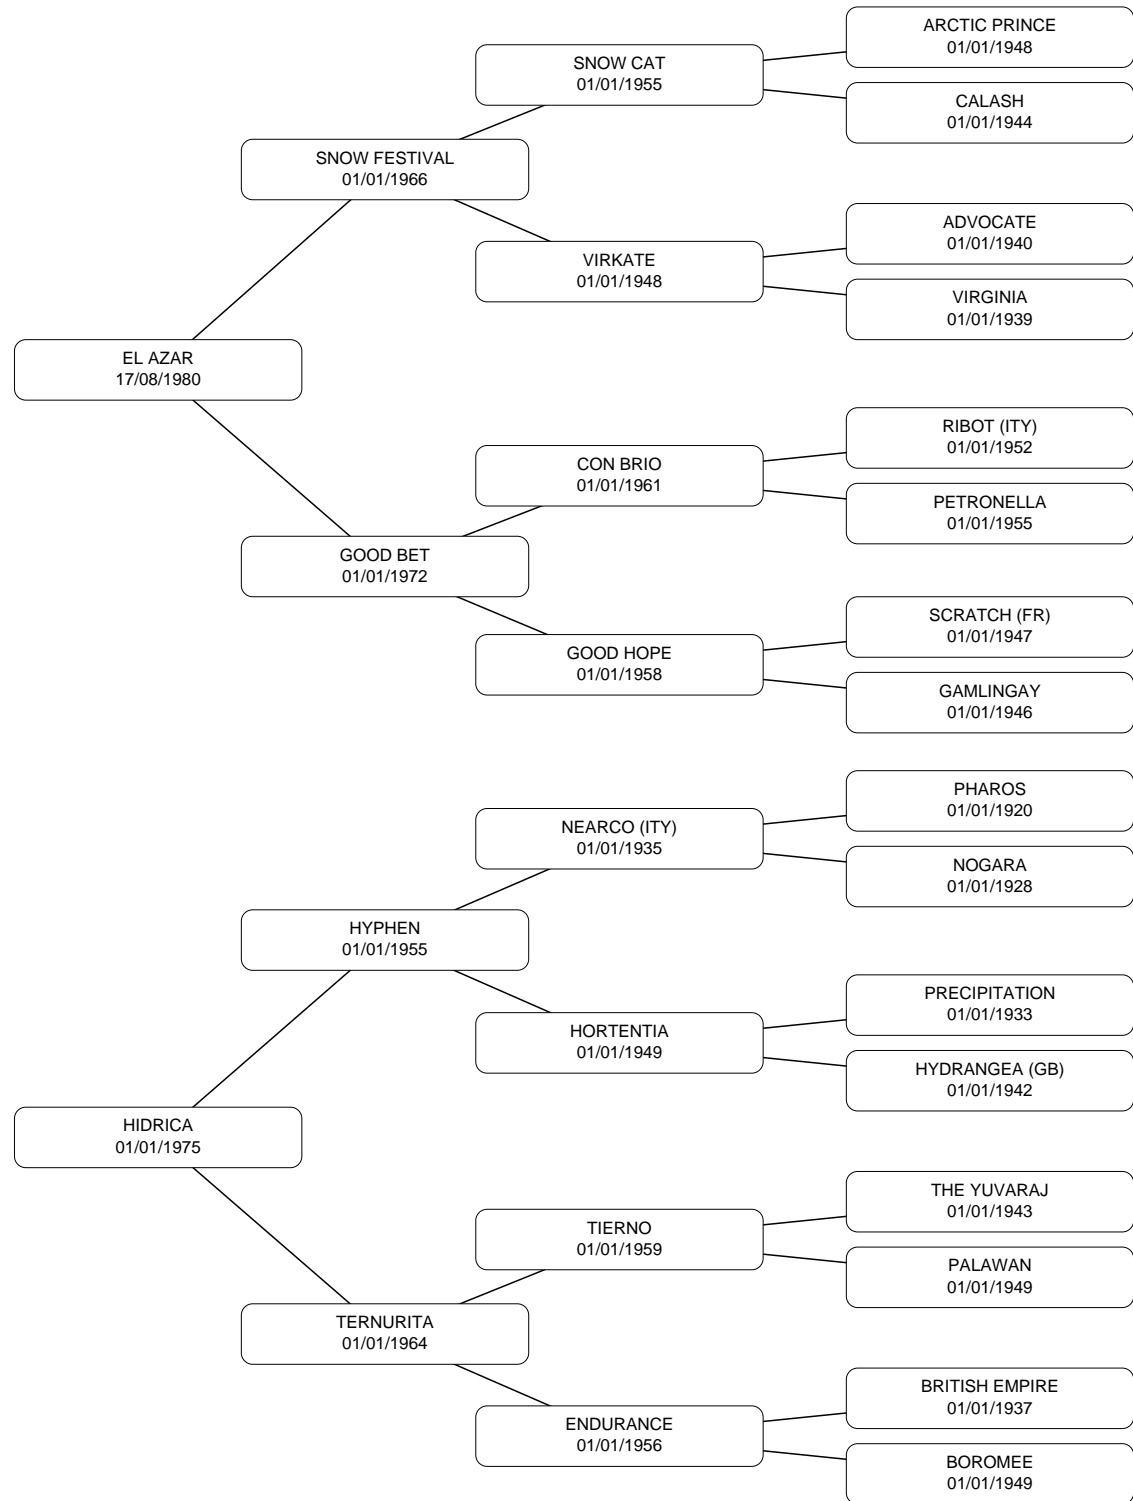 ARCTIC PRINCE
01/01/1948
SNOW CAT
01/01/1955
CALASH
01/01/1944
SNOW FESTIVAL
01/01/1966
ADVOCATE
01/01/1940
VIRKATE
01/01/1948
VIRGINIA
01/01/1939
EL AZAR
17/08/1980
RIBOT (ITY)
01/01/1952
CON BRIO
01/01/1961
PETRONELLA
01/01/1955
GOOD BET
01/01/1972
SCRATCH (FR)
01/01/1947
GOOD HOPE
01/01/1958
GAMLINGAY
01/01/1946
PHAROS
01/01/1920
NEARCO (ITY)
01/01/1935
NOGARA
01/01/1928
HYPHEN
01/01/1955
PRECIPITATION
01/01/1933
HORTENTIA
01/01/1949
HYDRANGEA (GB)
01/01/1942
HIDRICA
01/01/1975
THE YUVARAJ
01/01/1943
TIERNO
01/01/1959
PALAWAN
01/01/1949
TERNURITA
01/01/1964
BRITISH EMPIRE
01/01/1937
ENDURANCE
01/01/1956
BOROMEE
01/01/1949